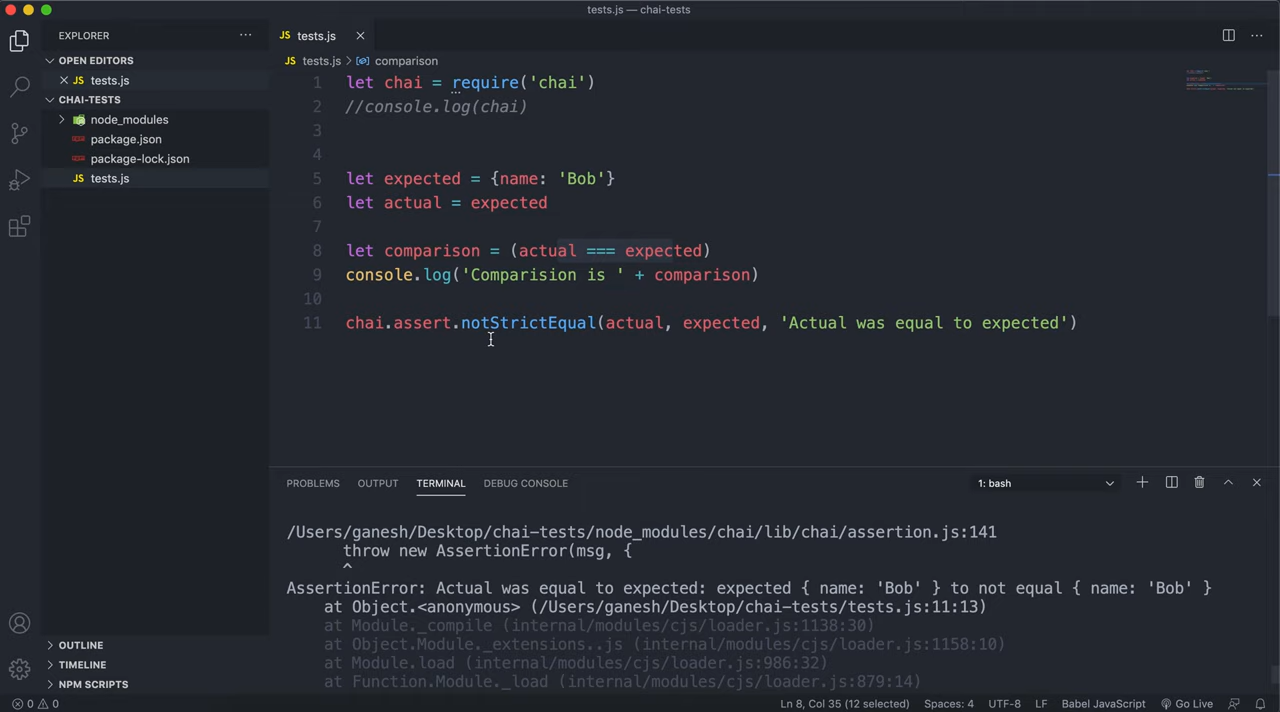 tests.js — chai-tests
EXPLORER ···
OPEN EDITORS
JS tests.js
CHAI-TESTS
node_modules
package.json
package-lock.json
JS tests.js
OUTLINE
TIMELINE
NPM SCRIPTS
JS tests.js
JS tests.js > comparison
1 let chai = require('chai')
2 //console.log(chai)
3
4
5 let expected = {name: 'Bob'}
6 let actual = expected
7
8 let comparison = (actual === expected)
9 console.log('Comparision is ' + comparison)
10
11 chai.assert.notStrictEqual(actual, expected, 'Actual was equal to expected')
PROBLEMS OUTPUT TERMINAL DEBUG CONSOLE 1: bash
/Users/ganesh/Desktop/chai-tests/node_modules/chai/lib/chai/assertion.js:141
throw new AssertionError(msg, {
^
AssertionError: Actual was equal to expected: expected { name: 'Bob' } to not equal { name: 'Bob' }
at Object.<anonymous> (/Users/ganesh/Desktop/chai-tests/tests.js:11:13)
at Module._compile (internal/modules/cjs/loader.js:1138:30)
at Object.Module._extensions..js (internal/modules/cjs/loader.js:1158:10)
at Module.load (internal/modules/cjs/loader.js:986:32)
at Function.Module._load (internal/modules/cjs/loader.js:879:14)
0 0 Ln 8, Col 35 (12 selected) Spaces: 4 UTF-8 LF Babel JavaScript Go Live